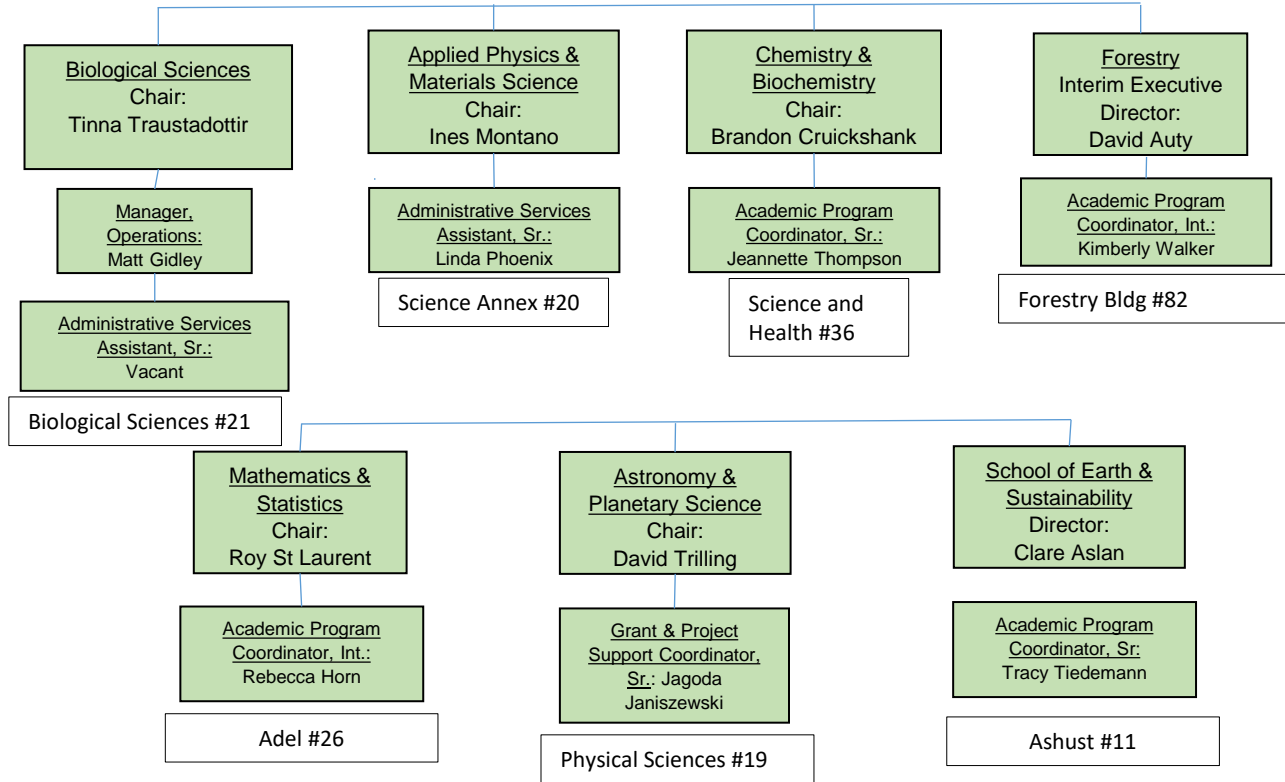 Biological Sciences
Chair:
Tinna Traustadottir
Applied Physics &
Materials Science
Chair:
Ines Montano
Chemistry &
Biochemistry
Chair:
Brandon Cruickshank
Forestry
Interim Executive
Director:
David Auty
Manager,
Operations:
Matt Gidley
Administrative Services
Assistant, Sr.:
Linda Phoenix
Academic Program
Coordinator, Sr.:
Jeannette Thompson
Academic Program
Coordinator, Int.:
Kimberly Walker
Science Annex #20
Science and
Health #36
Forestry Bldg #82
Administrative Services
Assistant, Sr.:
Vacant
Biological Sciences #21
Mathematics &
Statistics
Chair:
Roy St Laurent
Astronomy &
Planetary Science
Chair:
David Trilling
School of Earth &
Sustainability
Director:
Clare Aslan
Academic Program
Coordinator, Int.:
Rebecca Horn
Grant & Project
Support Coordinator,
Sr.: Jagoda
Janiszewski
Academic Program
Coordinator, Sr:
Tracy Tiedemann
Adel #26
Physical Sciences #19
Ashust #11